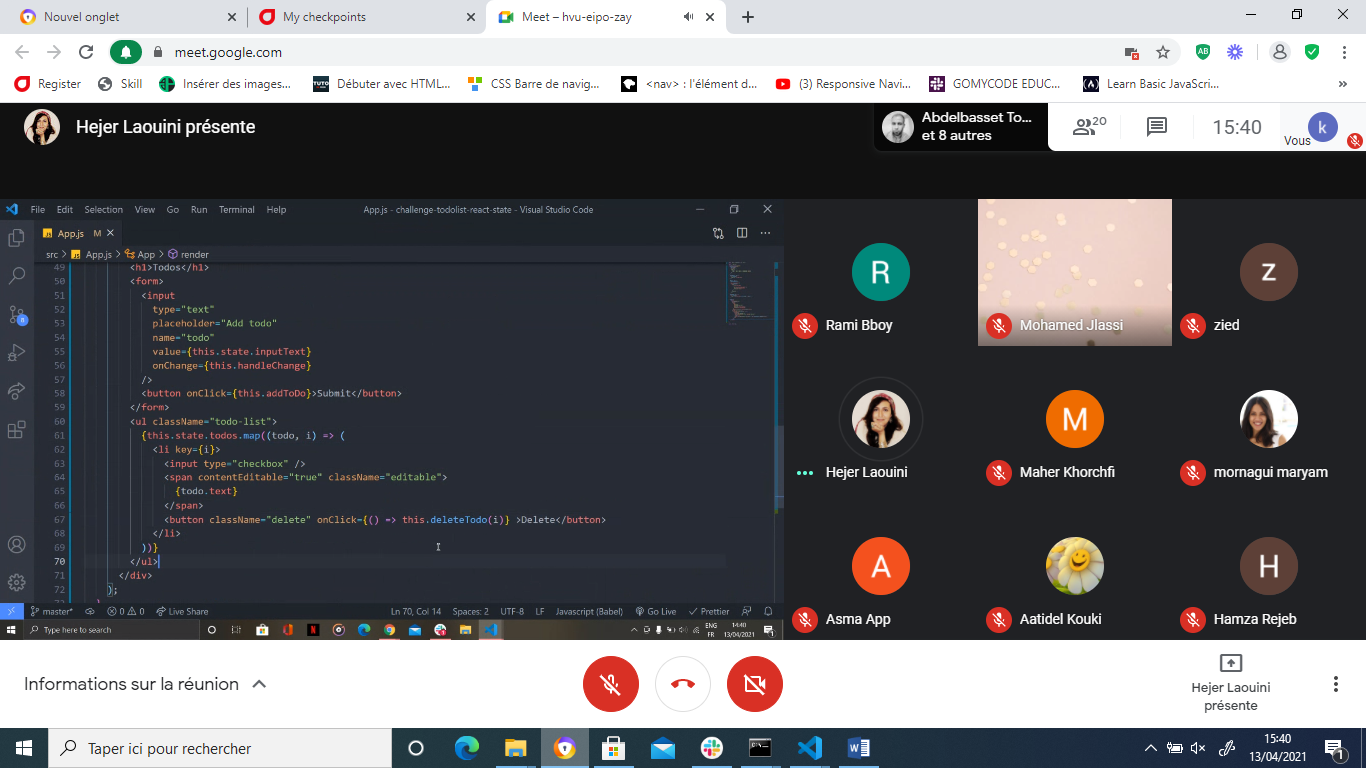 Nouvel onglet
My checkpoints
Meet – hvu-eipo-zay
meet.google.com
Register
Skill
Insérer des images...
Débuter avec HTML...
CSS Barre de navig...
<nav> : l'élément d...
(3) Responsive Navi...
GOMYCODE EDUC...
Learn Basic JavaScri...
»
Hejer Laouini présente
Abdelbasset To...
et 8 autres
20
15:40
Vous
k
File Edit Selection View Go Run Terminal Help
App.js - challenge-todolist-react-state - Visual Studio Code
App.js M
src > App.js > App > render
49 <h1>Todos</h1>
50 <form>
51 <input
52 type="text"
53 placeholder="Add todo"
54 name="todo"
55 value={this.state.inputText}
56 onChange={this.handleChange}
57 />
58 <button onClick={this.addToDo}>Submit</button>
59 </form>
60 <ul className="todo-list">
61 {this.state.todos.map((todo, i) => (
62 <li key={i}>
63 <input type="checkbox" />
64 <span contentEditable="true" className="editable">
65 {todo.text}
66 </span>
67 <button className="delete" onClick={() => this.deleteTodo(i)} >Delete</button>
68 </li>
69 ))}
70 </ul>
71 </div>
72 );
master* 0 0 Live Share
Ln 70, Col 14 Spaces: 2 UTF-8 LF Javascript (Babel) Go Live Prettier
Type here to search
ENG
FR
14:40
13/04/2021
R
Rami Bboy
Mohamed Jlassi
z
zied
Hejer Laouini
M
Maher Khorchfi
mornagui maryam
A
Asma App
Aatidel Kouki
H
Hamza Rejeb
Informations sur la réunion
Hejer Laouini
présente
Taper ici pour rechercher
15:40
13/04/2021
1